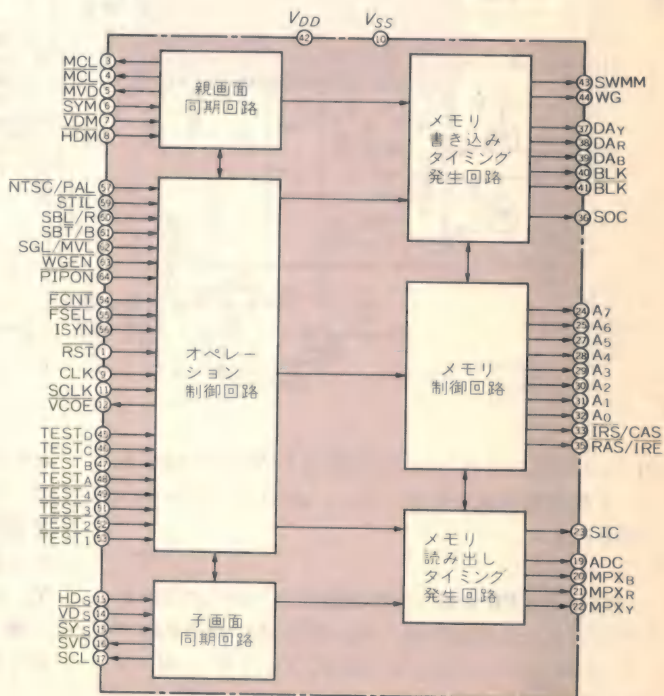 VDD VSS
MCL 3
MCL 4
MVD 5
SYM 6
VDM 7
HDM 8
親画面
同期回路
NTSC/PAL 57
STIL 59
SBL/R 60
SBT/B 61
SGL/MVL 62
WGEN 63
PIPON 64
FCNT 54
FSEL 55
ISYN 56
RST 1
CLK 9
SCLK 11
VCOE 12
TESTD 45
TESTC 46
TESTB 47
TESTA 48
TEST4 49
TEST3 51
TEST2 52
TEST1 53
オペレー
ション
制御回路
HDS 13
VDS 14
SYS 15
SVD 16
SCL 17
子画面
同期回路
42 10
メモリ
書き込み
タイミング
発生回路
43 SWMM
44 WG
37 DAY
38 DAR
39 DAB
40 BLK
41 BLK
36 SOC
メモリ
制御回路
24 A7
25 A6
27 A5
28 A4
29 A3
30 A2
31 A1
32 A0
33 IRS/CAS
35 RAS/IRE
メモリ
読み出し
タイミング
発生回路
23 SIC
19 ADC
20 MPXB
21 MPXR
22 MPXY